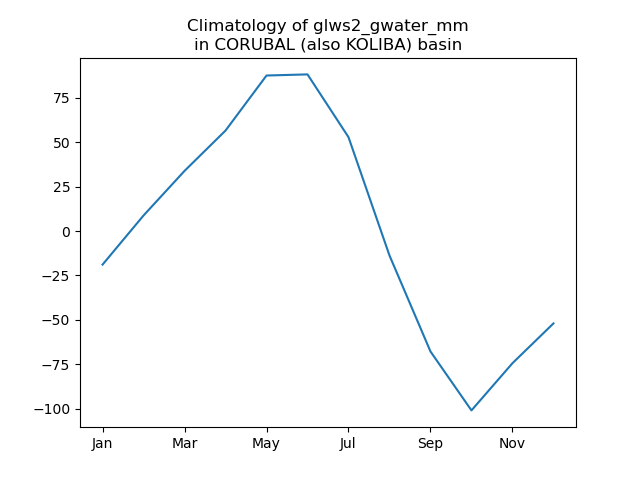 Climatology of glws2_gwater_mm
in CORUBAL (also KOLIBA) basin
75
50
25
0
−25
−50
−75
−100
Jan Mar May Jul Sep Nov